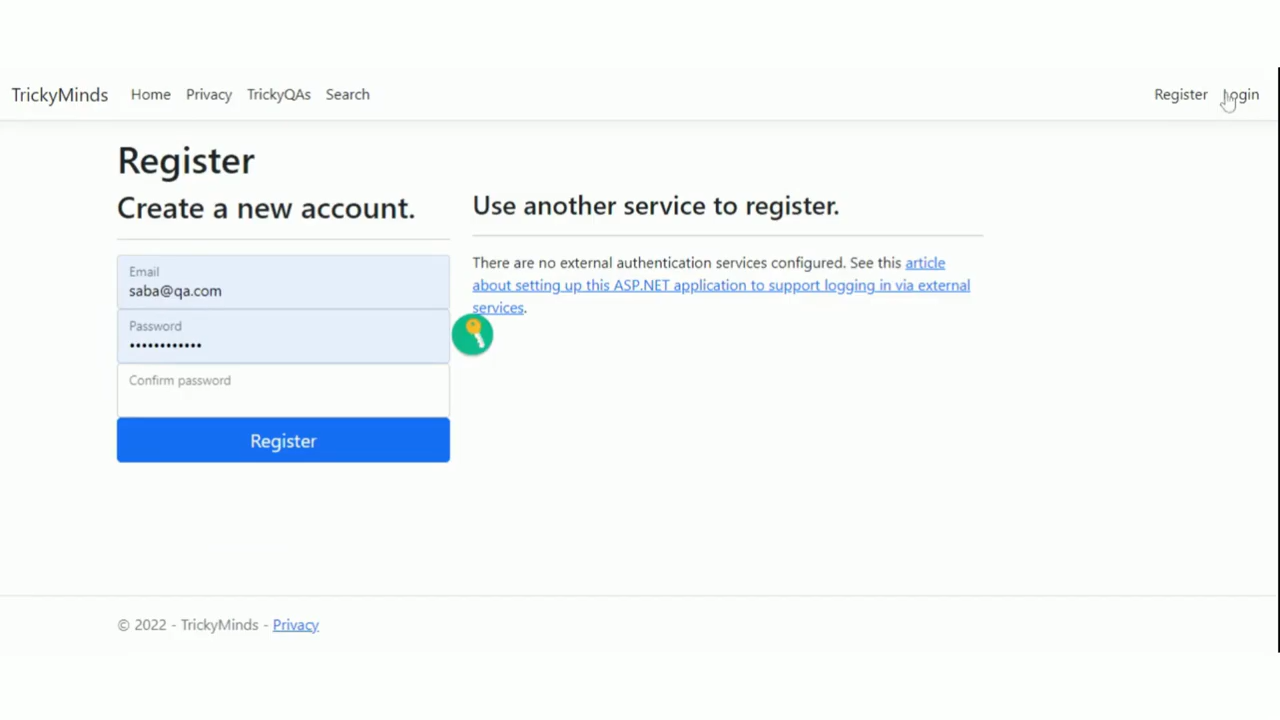 TrickyMinds Home Privacy TrickyQAs Search Register Login
Register
Create a new account.
Use another service to register.
Email
saba@qa.com
Password
••••••••••••
Confirm password
Register
There are no external authentication services configured. See this article
about setting up this ASP.NET application to support logging in via external
services.
© 2022 - TrickyMinds - Privacy